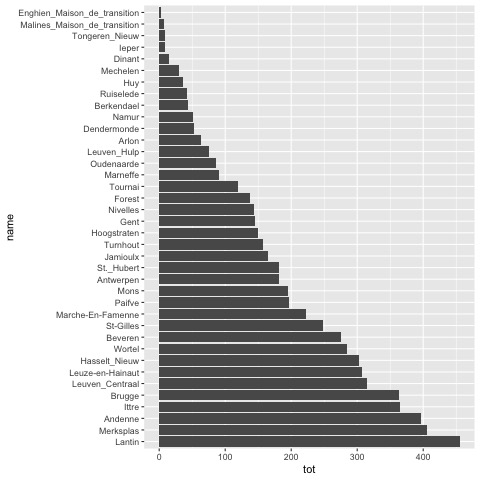 Enghien_Maison_de_transition
Malines_Maison_de_transition
Tongeren_Nieuw
Ieper
Dinant
Mechelen
Huy
Ruiselede
Berkendael
Namur
Dendermonde
Arlon
Leuven_Hulp
Oudenaarde
Marneffe
Tournai
Forest
Nivelles
Gent
Hoogstraten
Turnhout
Jamioulx
St._Hubert
Antwerpen
Mons
Paifve
Marche-En-Famenne
St-Gilles
Beveren
Wortel
Hasselt_Nieuw
Leuze-en-Hainaut
Leuven_Centraal
Brugge
Ittre
Andenne
Merksplas
Lantin
name
0 100 200 300 400
tot